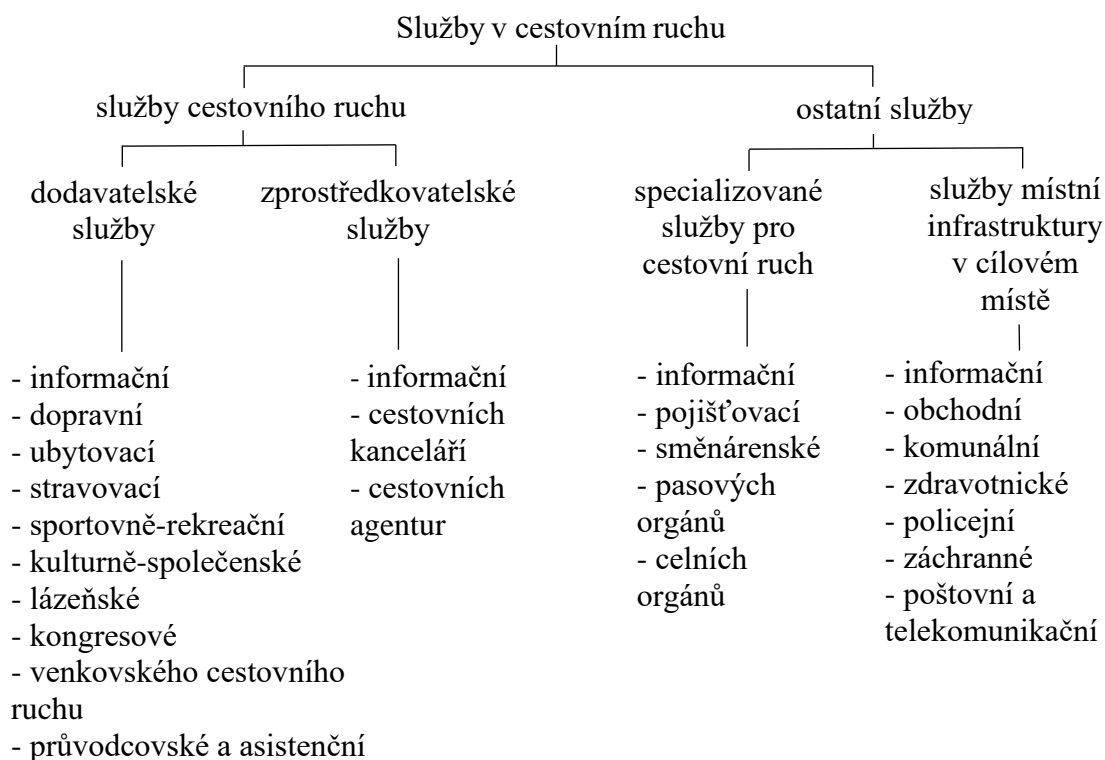 Služby v cestovním ruchu
služby cestovního ruchu
ostatní služby
dodavatelské
služby
zprostředkovatelské
služby
specializované
služby pro
cestovní ruch
služby místní
infrastruktury
v cílovém
místě
- informační
- dopravní
- ubytovací
- stravovací
- sportovně-rekreační
- kulturně-společenské
- lázeňské
- kongresové
- venkovského cestovního
ruchu
- průvodcovské a asistenční
- informační
- cestovních
kanceláří
- cestovních
agentur
- informační
- pojišťovací
- směnárenské
- pasových
orgánů
- celních
orgánů
- informační
- obchodní
- komunální
- zdravotnické
- policejní
- záchranné
- poštovní a
telekomunikační